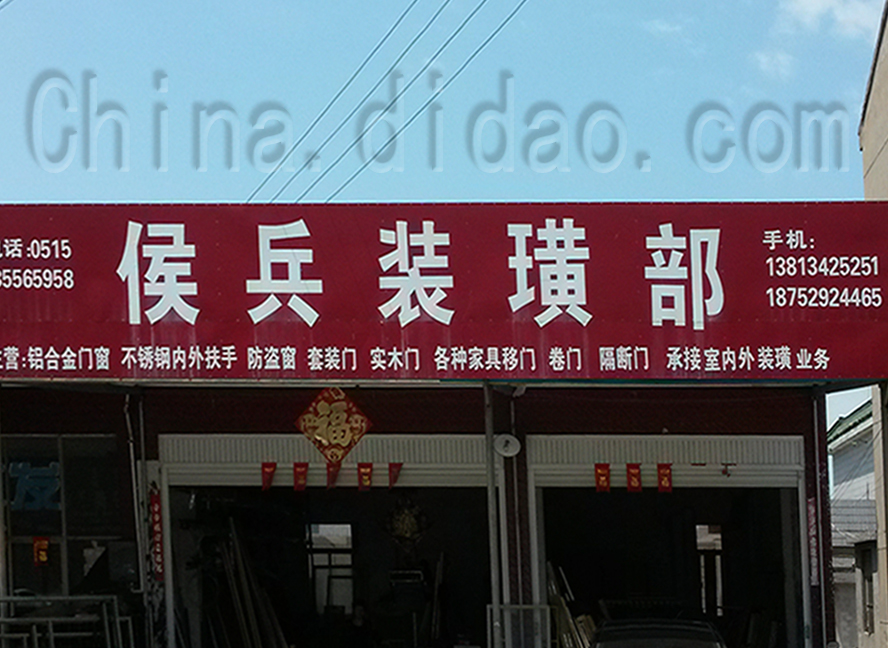 China.didao.com
侯兵装璜部
话:0515
85565958
手机:
13813425251
18752924465
主营:铝合金门窗 不锈钢内外扶手 防盗窗 套装门 实木门 各种家具移门 卷门 隔断门 承接室内外装璜业务
福